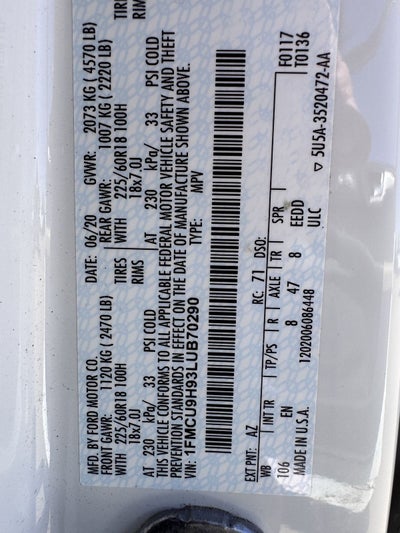 MFD. BY FORD MOTOR CO.
DATE: 06/20 GVWR: 2073 KG ( 4570 LB)
FRONT GAWR: 1120 KG (2470 LB) REAR GAWR: 1007 KG ( 2220 LB)
WITH 225/60R18 100H TIRES WITH 225/60R18 100H TIRE
18x7.0J RIMS 18x7.0J RIMS
AT 230 kPa/ 33 PSI COLD AT 230 kPa/ 33 PSI COLD
THIS VEHICLE CONFORMS TO ALL APPLICABLE FEDERAL MOTOR VEHICLE SAFETY AND THEFT
PREVENTION STANDARDS IN EFFECT ON THE DATE OF MANUFACTURE SHOWN ABOVE.
VIN: 1FMCU9H93LUB70290
TYPE: MPV
F0117
T0136
EXT PNT: AZ RC: 71 DSO:
WB INT TR TP/PS R AXLE TR SPR
106 EN 8 47 8 EEDD
MADE IN U.S.A. ULC
1202006086448
▽ 5U5A-3520472-AA